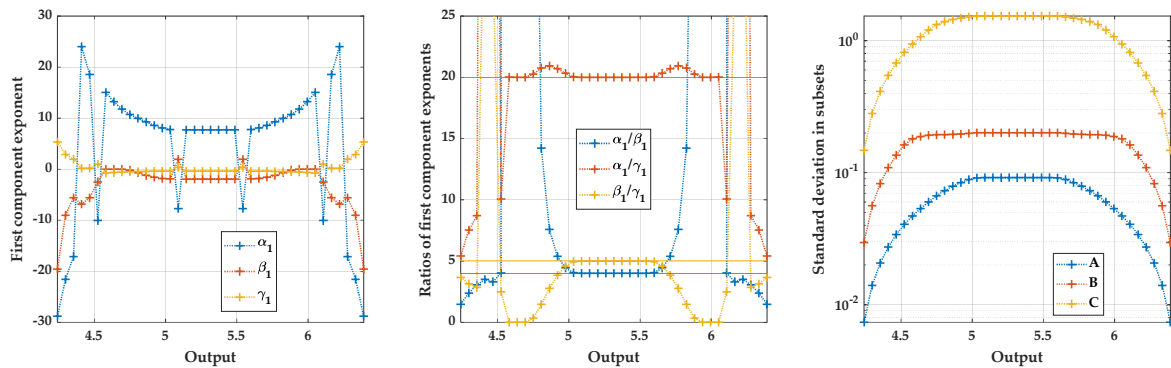 First component exponent
30
20
10
0
-10
-20
-30
4.5
5
5.5
6
Output
α1
β1
γ1
Ratios of first component exponents
25
20
15
10
5
0
4.5
5
5.5
6
Output
α1/β1
α1/γ1
β1/γ1
Standard deviation in subsets
10^0
10^-1
10^-2
4.5
5
5.5
6
Output
A
B
C